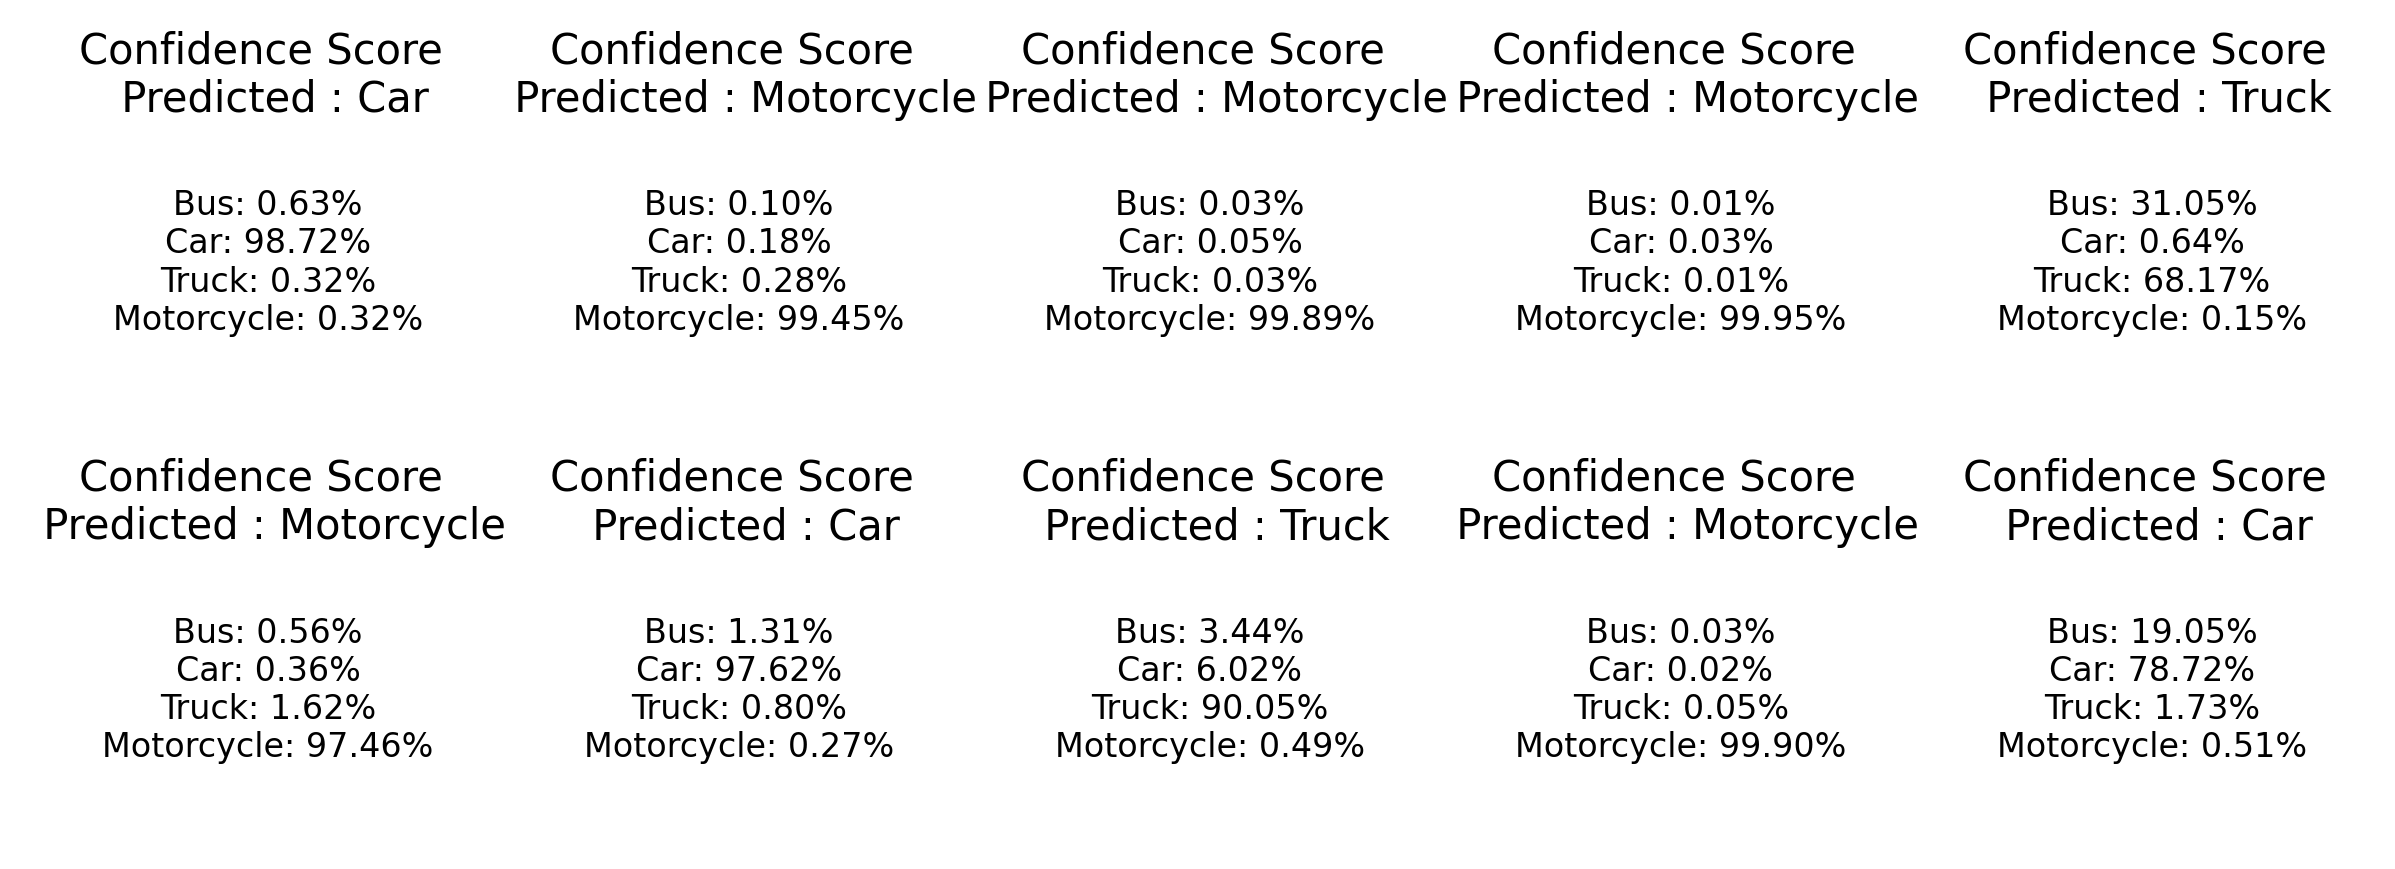 Confidence Score
Predicted : Car
Bus: 0.63%
Car: 98.72%
Truck: 0.32%
Motorcycle: 0.32%
Confidence Score
Predicted : Motorcycle
Bus: 0.10%
Car: 0.18%
Truck: 0.28%
Motorcycle: 99.45%
Confidence Score
Predicted : Motorcycle
Bus: 0.03%
Car: 0.05%
Truck: 0.03%
Motorcycle: 99.89%
Confidence Score
Predicted : Motorcycle
Bus: 0.01%
Car: 0.03%
Truck: 0.01%
Motorcycle: 99.95%
Confidence Score
Predicted : Truck
Bus: 31.05%
Car: 0.64%
Truck: 68.17%
Motorcycle: 0.15%
Confidence Score
Predicted : Motorcycle
Bus: 0.56%
Car: 0.36%
Truck: 1.62%
Motorcycle: 97.46%
Confidence Score
Predicted : Car
Bus: 1.31%
Car: 97.62%
Truck: 0.80%
Motorcycle: 0.27%
Confidence Score
Predicted : Truck
Bus: 3.44%
Car: 6.02%
Truck: 90.05%
Motorcycle: 0.49%
Confidence Score
Predicted : Motorcycle
Bus: 0.03%
Car: 0.02%
Truck: 0.05%
Motorcycle: 99.90%
Confidence Score
Predicted : Car
Bus: 19.05%
Car: 78.72%
Truck: 1.73%
Motorcycle: 0.51%